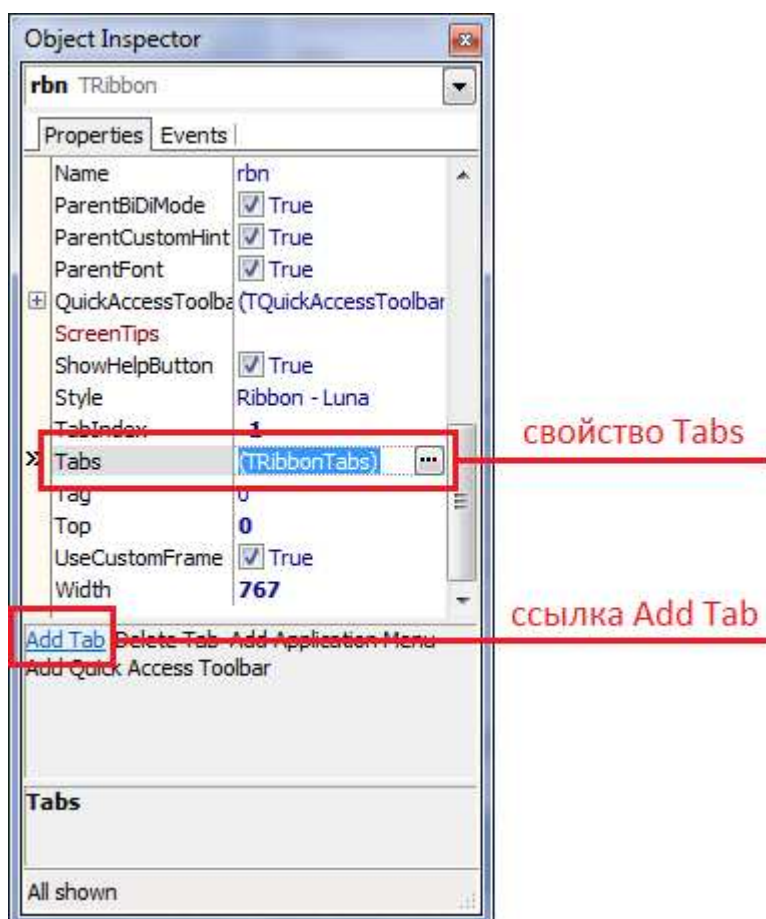 Object Inspector
rbn TRibbon
Properties Events
Name rbn
ParentBiDiMode True
ParentCustomHint True
ParentFont True
QuickAccessToolba (TQuickAccessToolbar
ScreenTips
ShowHelpButton True
Style Ribbon - Luna
TabIndex -1
Tabs (TRibbonTabs) ...
свойство Tabs
Tag 0
Top 0
UseCustomFrame True
Width 767
ссылка Add Tab
Add Tab Delete Tab Add Application Menu
Add Quick Access Toolbar
Tabs
All shown